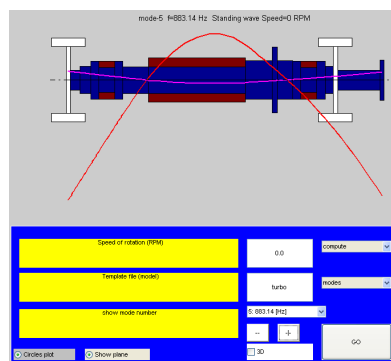 mode-5 f=883.14 Hz Standing wave Speed=0 RPM
Speed of rotation (RPM)
0.0
compute
Template file (model)
turbo
modes
show mode number
5: 883.14 [Hz]
--
+
GO
Circles plot
Show plane
3D